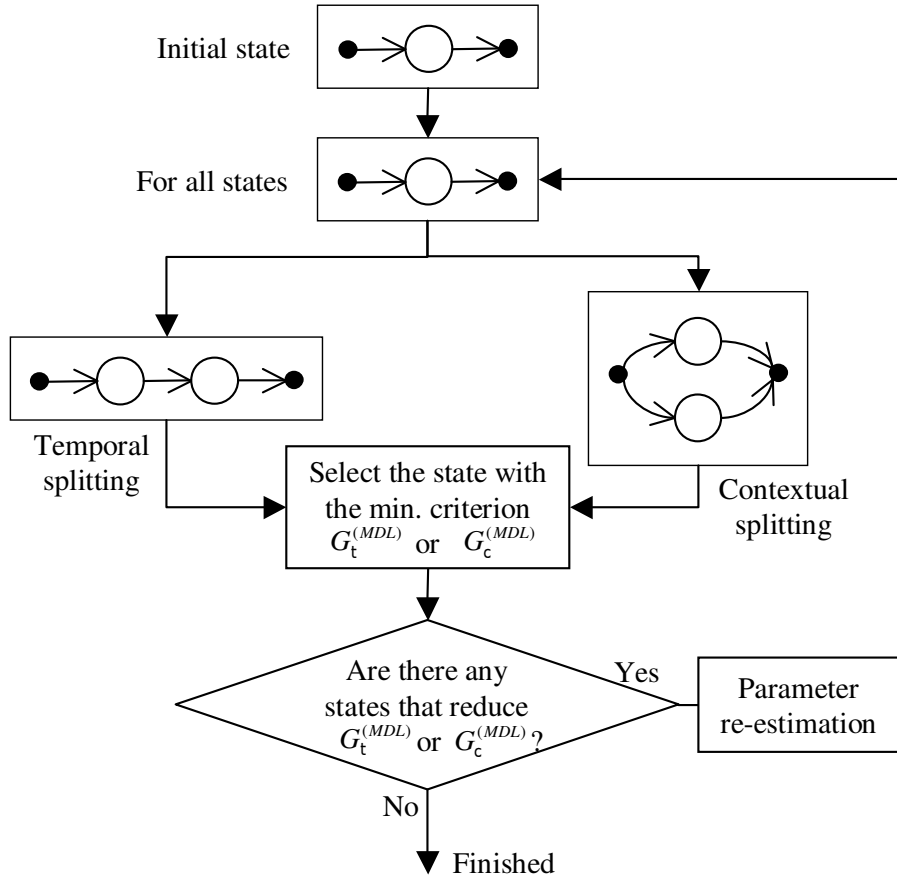 Initial state
For all states
Temporal
splitting
Select the state with
the min. criterion
G_t^{(MDL)} or G_c^{(MDL)}
Contextual
splitting
Are there any
states that reduce
G_t^{(MDL)} or G_c^{(MDL)} ?
Yes
Parameter
re-estimation
No
Finished